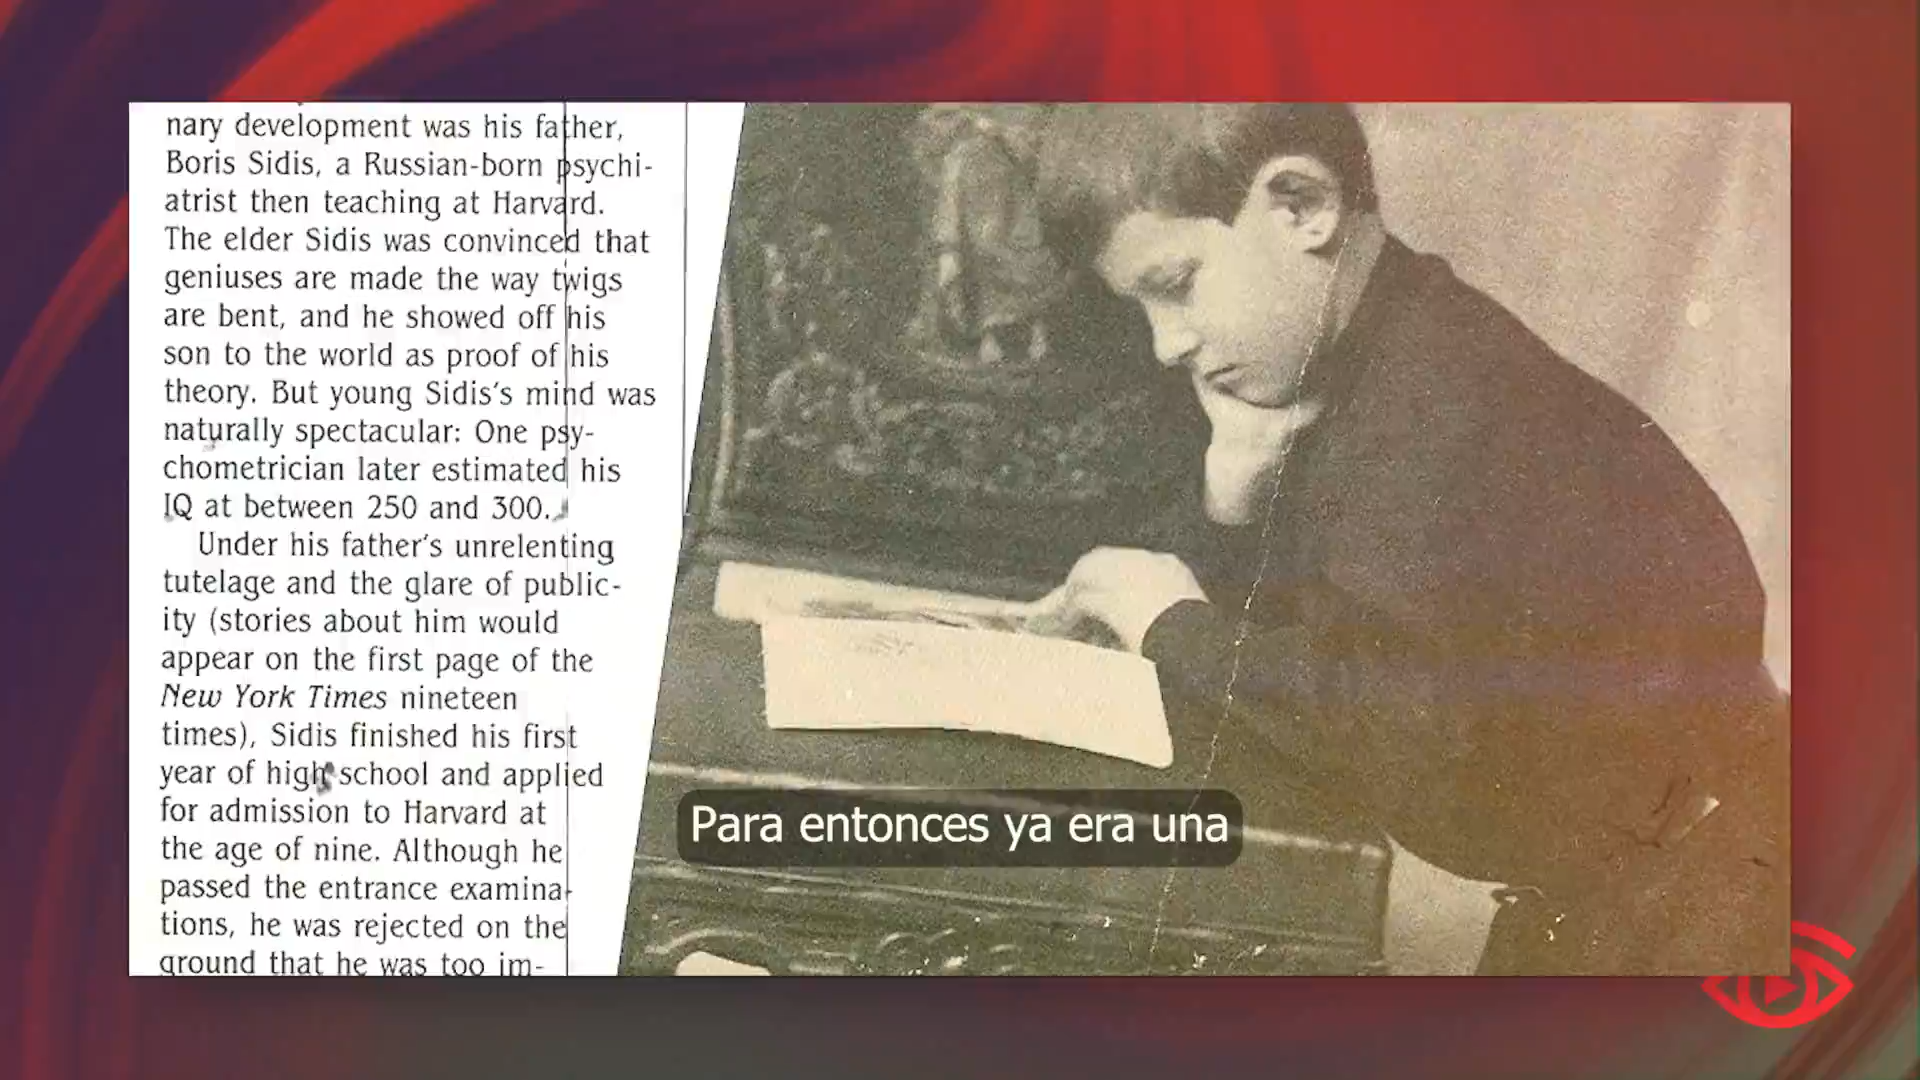 nary development was his father,
Boris Sidis, a Russian-born psychi-
atrist then teaching at Harvard.
The elder Sidis was convinced that
geniuses are made the way twigs
are bent, and he showed off his
son to the world as proof of his
theory. But young Sidis's mind was
naturally spectacular: One psy-
chometrician later estimated his
IQ at between 250 and 300.
Under his father's unrelenting
tutelage and the glare of public-
ity (stories about him would
appear on the first page of the
New York Times nineteen
times), Sidis finished his first
year of high school and applied
for admission to Harvard at
the age of nine. Although he
passed the entrance examina-
tions, he was rejected on the
ground that he was too im-
Para entonces ya era una